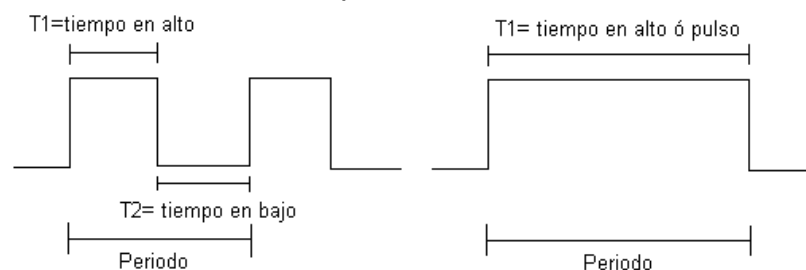 T1=tiempo en alto
T1= tiempo en alto ó pulso
T2= tiempo en bajo
Periodo
Periodo